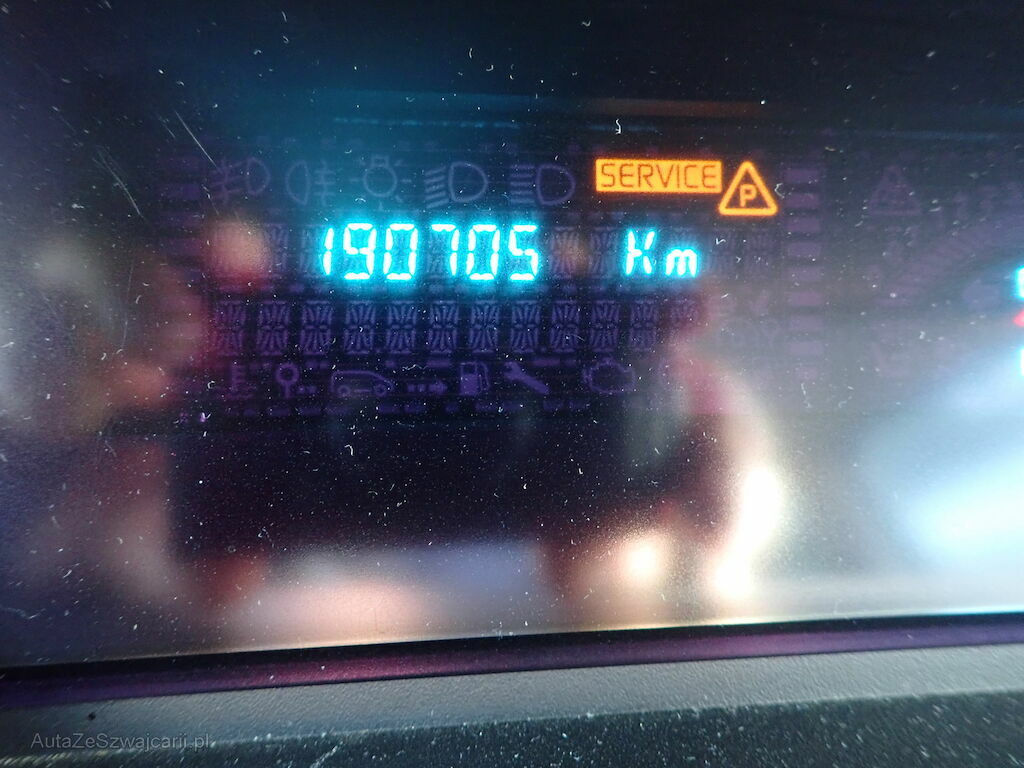 SERVICE P
190705 Km
AutaZeSzwajcarii.pl